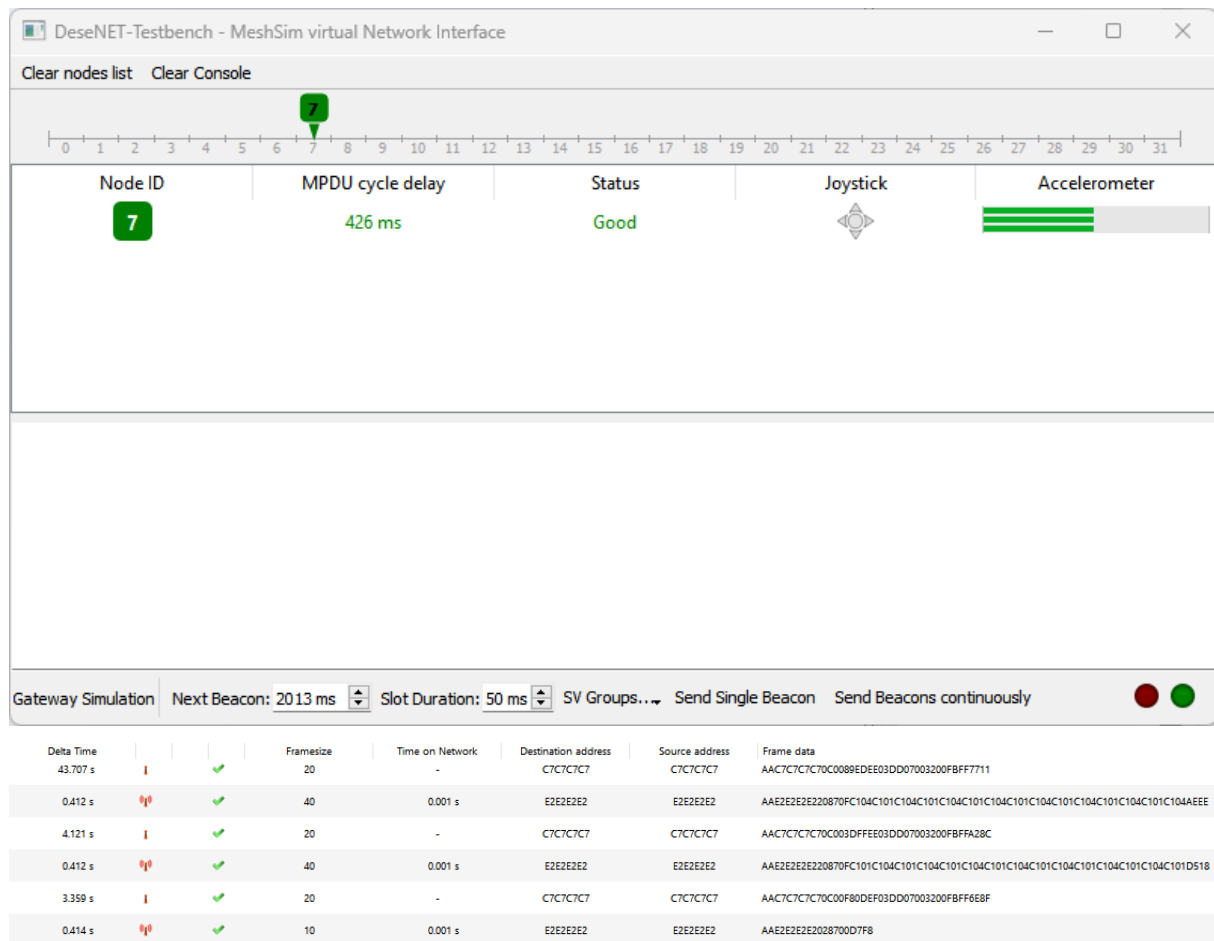 DeseNET-Testbench - MeshSim virtual Network Interface
Clear nodes list Clear Console
7
0 1 2 3 4 5 6 7 8 9 10 11 12 13 14 15 16 17 18 19 20 21 22 23 24 25 26 27 28 29 30 31
Node ID MPDU cycle delay Status Joystick Accelerometer
7 426 ms Good
Gateway Simulation Next Beacon: 2013 ms Slot Duration: 50 ms SV Groups... Send Single Beacon Send Beacons continuously
Delta Time Framesize Time on Network Destination address Source address Frame data
43.707 s 20 - C7C7C7C7 C7C7C7C7 AAC7C7C7C70C0089EDEE03DD07003200FBFF7711
0.412 s 40 0.001 s E2E2E2E2 E2E2E2E2 AAE2E2E2E220870FC104C101C104C101C104C101C104C101C104C101C104C101C104C101C104AEEE
4.121 s 20 - C7C7C7C7 C7C7C7C7 AAC7C7C7C70C003DFFEE03DD07003200FBFFA28C
0.412 s 40 0.001 s E2E2E2E2 E2E2E2E2 AAE2E2E2E220870FC101C104C101C104C101C104C101C104C101C104C101C104C101C104C101D518
3.359 s 20 - C7C7C7C7 C7C7C7C7 AAC7C7C7C70C00F80DEF03DD07003200FBFF6E8F
0.414 s 10 0.001 s E2E2E2E2 E2E2E2E2 AAE2E2E2E2028700D7F8